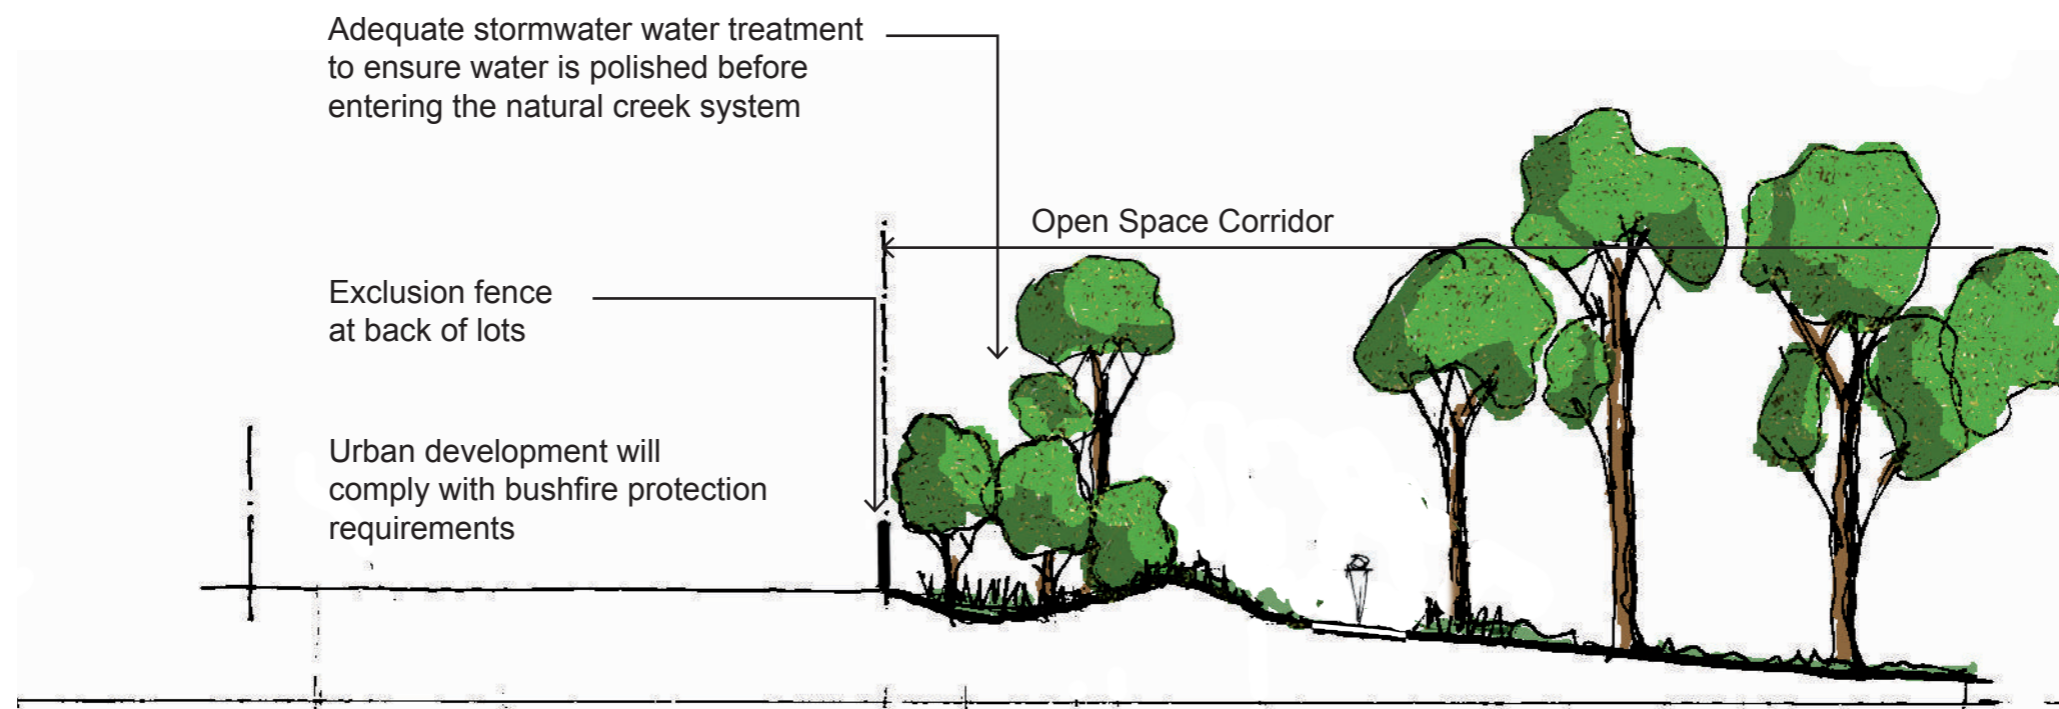 Adequate stormwater water treatment
to ensure water is polished before
entering the natural creek system
Open Space Corridor
Exclusion fence
at back of lots
Urban development will
comply with bushfire protection
requirements